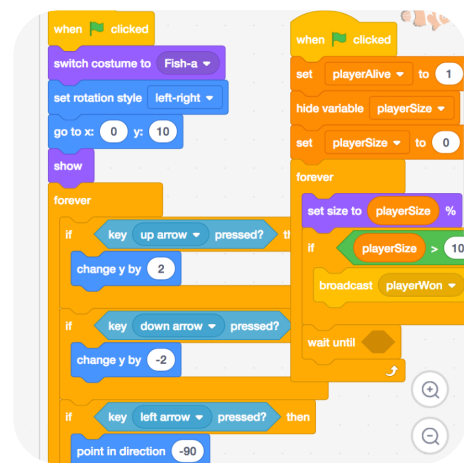 when clicked
switch costume to Fish-a
set rotation style left-right
go to x: 0 y: 10
show
forever
if key up arrow pressed?
change y by 2
if key down arrow pressed?
change y by -2
if key left arrow pressed? then
point in direction -90
when clicked
set playerAlive to 1
hide variable playerSize
set playerSize to 0
forever
set size to playerSize %
if playerSize > 10
broadcast playerWon
wait until